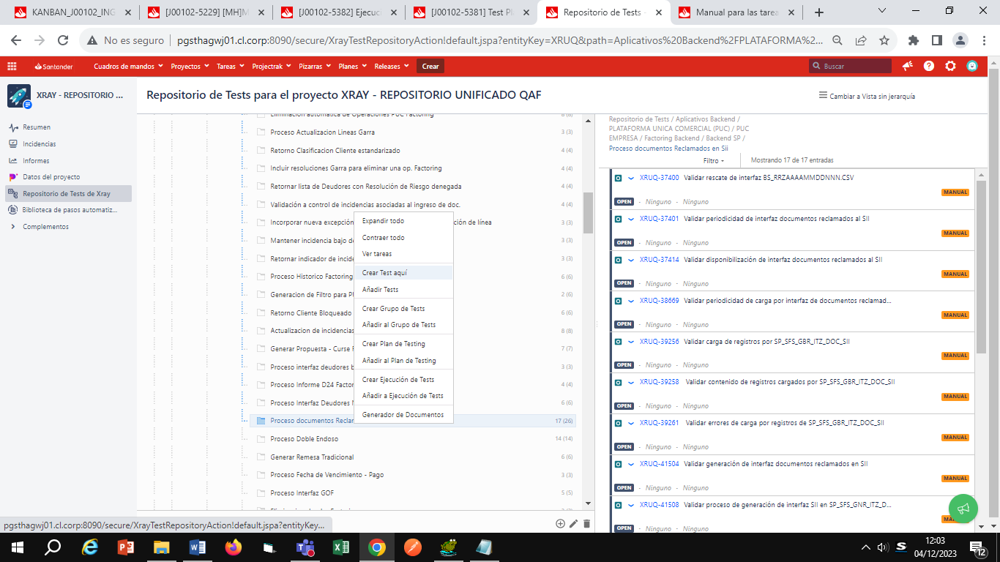 KANBAN_J00102_ING
[J00102-5229] [MH]M
[J00102-5382] Ejecuci
[J00102-5381] Test Pl
Repositorio de Tests -
Manual para las tarea
No es seguro
pgsthagwj01.cl.corp:8090/secure/XrayTestRepositoryAction!default.jspa?entityKey=XRUQ&path=Aplicativos%20Backend%2FPLATAFORMA%2...
Santander
Cuadros de mandos
Proyectos
Tareas
Projectrak
Pizarras
Planes
Releases
Crear
Buscar
XRAY - REPOSITORIO ...
Resumen
Incidencias
Informes
Datos del proyecto
Repositorio de Tests de Xray
Biblioteca de pasos automatiz...
Complementos
Repositorio de Tests para el proyecto XRAY - REPOSITORIO UNIFICADO QAF
Cambiar a Vista sin jerarquía
Eliminacion automatica de Operaciones PUC Factoring
Proceso Actualizacion Lineas Garra 3 (3)
Retorno Clasificacion Cliente estandarizado 4 (4)
Incluir resoluciones Garra para eliminar una op. Factoring 4 (4)
Retornar lista de Deudores con Resolución de Riesgo denegada 4 (4)
Validación a control de incidencias asociadas al ingreso de doc. 4 (4)
Incorporar nueva excepción ción de línea 3 (3)
Mantener incidencia bajo de 3 (3)
Retornar indicador de incide 3 (3)
Proceso Historico Factoring 6 (6)
Generacion de Filtro para Pl 2 (6)
Retorno Cliente Bloqueado 6 (6)
Actualizacion de incidencias 8 (8)
Generar Propuesta - Curse F 7 (7)
Proceso interfaz deudores b 3 (3)
Proceso Informe D24 Factor 4 (4)
Proceso Interfaz Deudores N 6 (6)
Proceso documentos Reclar 17 (26)
Proceso Doble Endoso 14 (14)
Generar Remesa Tradicional 6 (6)
Proceso Fecha de Vencimiento - Pago 3 (3)
Proceso Interfaz GOF 5 (5)
Expandir todo
Contraer todo
Ver tareas
Crear Test aquí
Añadir Tests
Crear Grupo de Tests
Añadir al Grupo de Tests
Crear Plan de Testing
Añadir al Plan de Testing
Crear Ejecución de Tests
Añadir a Ejecución de Tests
Generador de Documentos
Repositorio de Tests / Aplicativos Backend /
PLATAFORMA UNICA COMERCIAL (PUC) / PUC
EMPRESA / Factoring Backend / Backend SP /
Proceso documentos Reclamados en Sii
Filtro
Mostrando 17 de 17 entradas
XRUQ-37400 Validar rescate de interfaz BS_RRZAAAAMMDDNNN.CSV
MANUAL
OPEN - Ninguno - Ninguno
XRUQ-37401 Validar periodicidad de interfaz documentos reclamados al SII
MANUAL
OPEN - Ninguno - Ninguno
XRUQ-37414 Validar disponibilización de interfaz documentos reclamados al SII
MANUAL
OPEN - Ninguno - Ninguno
XRUQ-38669 Validar periodicidad de carga por interfaz de documentos reclamad...
MANUAL
OPEN - Ninguno - Ninguno
XRUQ-39256 Validar carga de registros por SP_SFS_GBR_ITZ_DOC_SII
MANUAL
OPEN - Ninguno - Ninguno
XRUQ-39258 Validar contenido de registros cargados por SP_SFS_GBR_ITZ_DOC_SII
MANUAL
OPEN - Ninguno - Ninguno
XRUQ-39261 Validar errores de carga por registros de SP_SFS_GBR_ITZ_DOC_SII
MANUAL
OPEN - Ninguno - Ninguno
XRUQ-41504 Validar generación de interfaz documentos reclamados en SII
MANUAL
OPEN - Ninguno - Ninguno
XRUQ-41508 Validar proceso de generación de interfaz SII en SP_SFS_GNR_ITZ_D...
OPEN - Ninguno - Ninguno
pgsthagwj01.cl.corp:8090/secure/XrayTestRepositoryAction!default.jspa?entityKey...
12:03
04/12/2023
12